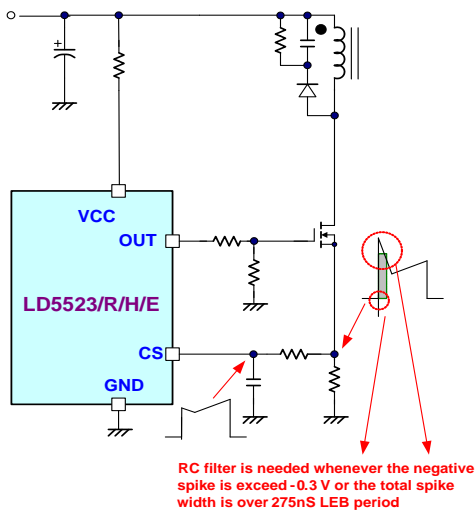 VCC
OUT
LD5523/R/H/E
CS
GND
+
RC filter is needed whenever the negative
spike is exceed -0.3 V or the total spike
width is over 275nS LEB period